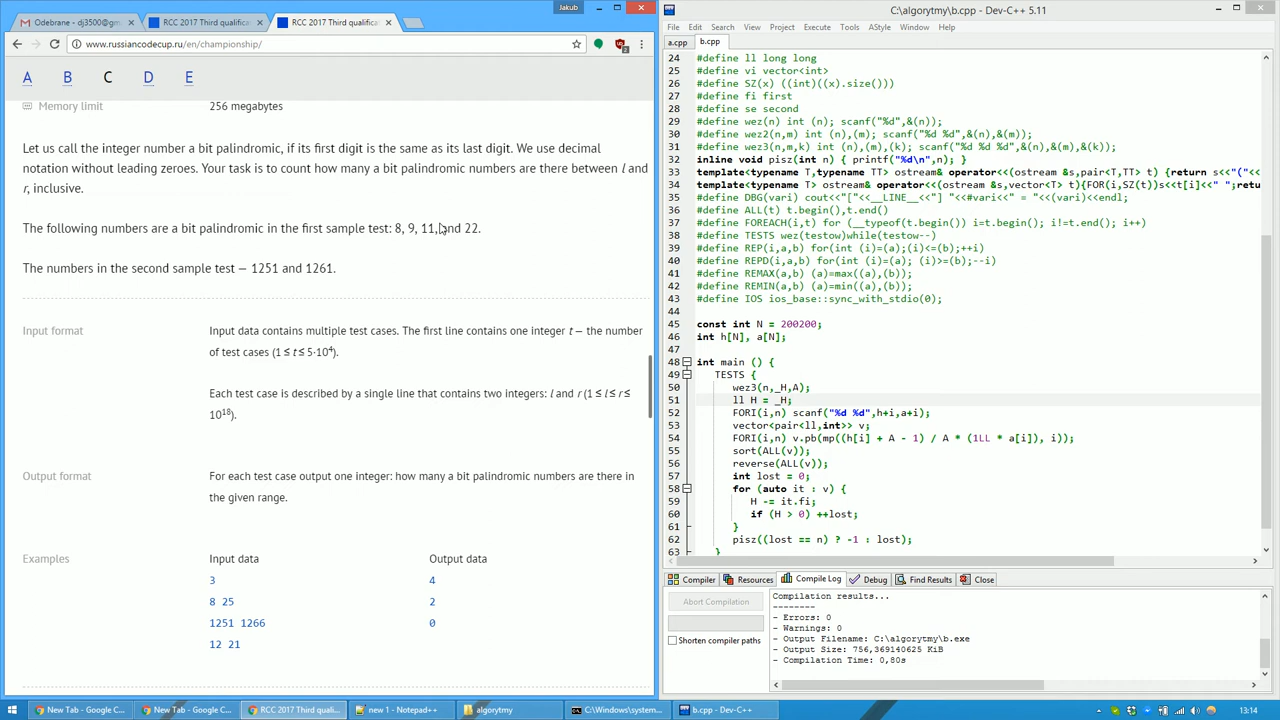 Jakub
Odebrane - dj3500@gm
RCC 2017 Third qualific
RCC 2017 Third qualific
www.russiancodecup.ru/en/championship/
A B C D E
Memory limit
256 megabytes
Let us call the integer number a bit palindromic, if its first digit is the same as its last digit. We use decimal
notation without leading zeroes. Your task is to count how many a bit palindromic numbers are there between l and
r, inclusive.
The following numbers are a bit palindromic in the first sample test: 8, 9, 11, and 22.
The numbers in the second sample test — 1251 and 1261.
Input format
Input data contains multiple test cases. The first line contains one integer t — the number
of test cases (1 ≤ t ≤ 5·10⁴).
Each test case is described by a single line that contains two integers: l and r (1 ≤ l ≤ r ≤
10¹⁸).
Output format
For each test case output one integer: how many a bit palindromic numbers are there in
the given range.
Examples
Input data Output data
3 4
8 25 2
1251 1266 0
12 21
C:\algorytmy\b.cpp - Dev-C++ 5.11
File Edit Search View Project Execute Tools AStyle Window Help
a.cpp b.cpp
24 #define ll long long
25 #define vi vector<int>
26 #define SZ(x) ((int)((x).size()))
27 #define fi first
28 #define se second
29 #define wez(n) int (n); scanf("%d",&(n));
30 #define wez2(n,m) int (n),(m); scanf("%d %d",&(n),&(m));
31 #define wez3(n,m,k) int (n),(m),(k); scanf("%d %d %d",&(n),&(m),&(k));
32 inline void pisz(int n) { printf("%d\n",n); }
33 template<typename T,typename TT> ostream& operator<<(ostream &s,pair<T,TT> t) {return s<<"("<
34 template<typename T> ostream& operator<<(ostream &s,vector<T> t){FOR(i,SZ(t))s<<t[i]<<" ";retu
35 #define DBG(vari) cout<<"["<<__LINE__<<"] "<<#vari<<" = "<<(vari)<<endl;
36 #define ALL(t) t.begin(),t.end()
37 #define FOREACH(i,t) for (__typeof(t.begin()) i=t.begin(); i!=t.end(); i++)
38 #define TESTS wez(testow)while(testow--)
39 #define REP(i,a,b) for(int (i)=(a);(i)<=(b);++i)
40 #define REPD(i,a,b) for(int (i)=(a); (i)>=(b);--i)
41 #define REMAX(a,b) (a)=max((a),(b));
42 #define REMIN(a,b) (a)=min((a),(b));
43 #define IOS ios_base::sync_with_stdio(0);
44
45 const int N = 200200;
46 int h[N], a[N];
47
48 int main () {
49 TESTS {
50 wez3(n,_H,A);
51 ll H = _H;
52 FORI(i,n) scanf("%d %d",h+i,a+i);
53 vector<pair<ll,int>> v;
54 FORI(i,n) v.pb(mp((h[i] + A - 1) / A * (1LL * a[i]), i));
55 sort(ALL(v));
56 reverse(ALL(v));
57 int lost = 0;
58 for (auto it : v) {
59 H -= it.fi;
60 if (H > 0) ++lost;
61 }
62 pisz((lost == n) ? -1 : lost);
63 }
Compiler Resources Compile Log Debug Find Results Close
Abort Compilation
Shorten compiler paths
Compilation results...
--------
- Errors: 0
- Warnings: 0
- Output Filename: C:\algorytmy\b.exe
- Output Size: 756,369140625 KiB
- Compilation Time: 0,80s
New Tab - Google C...
New Tab - Google C...
RCC 2017 Third quali...
new 1 - Notepad++
algorytmy
C:\Windows\system...
b.cpp - Dev-C++ - [...
13:14